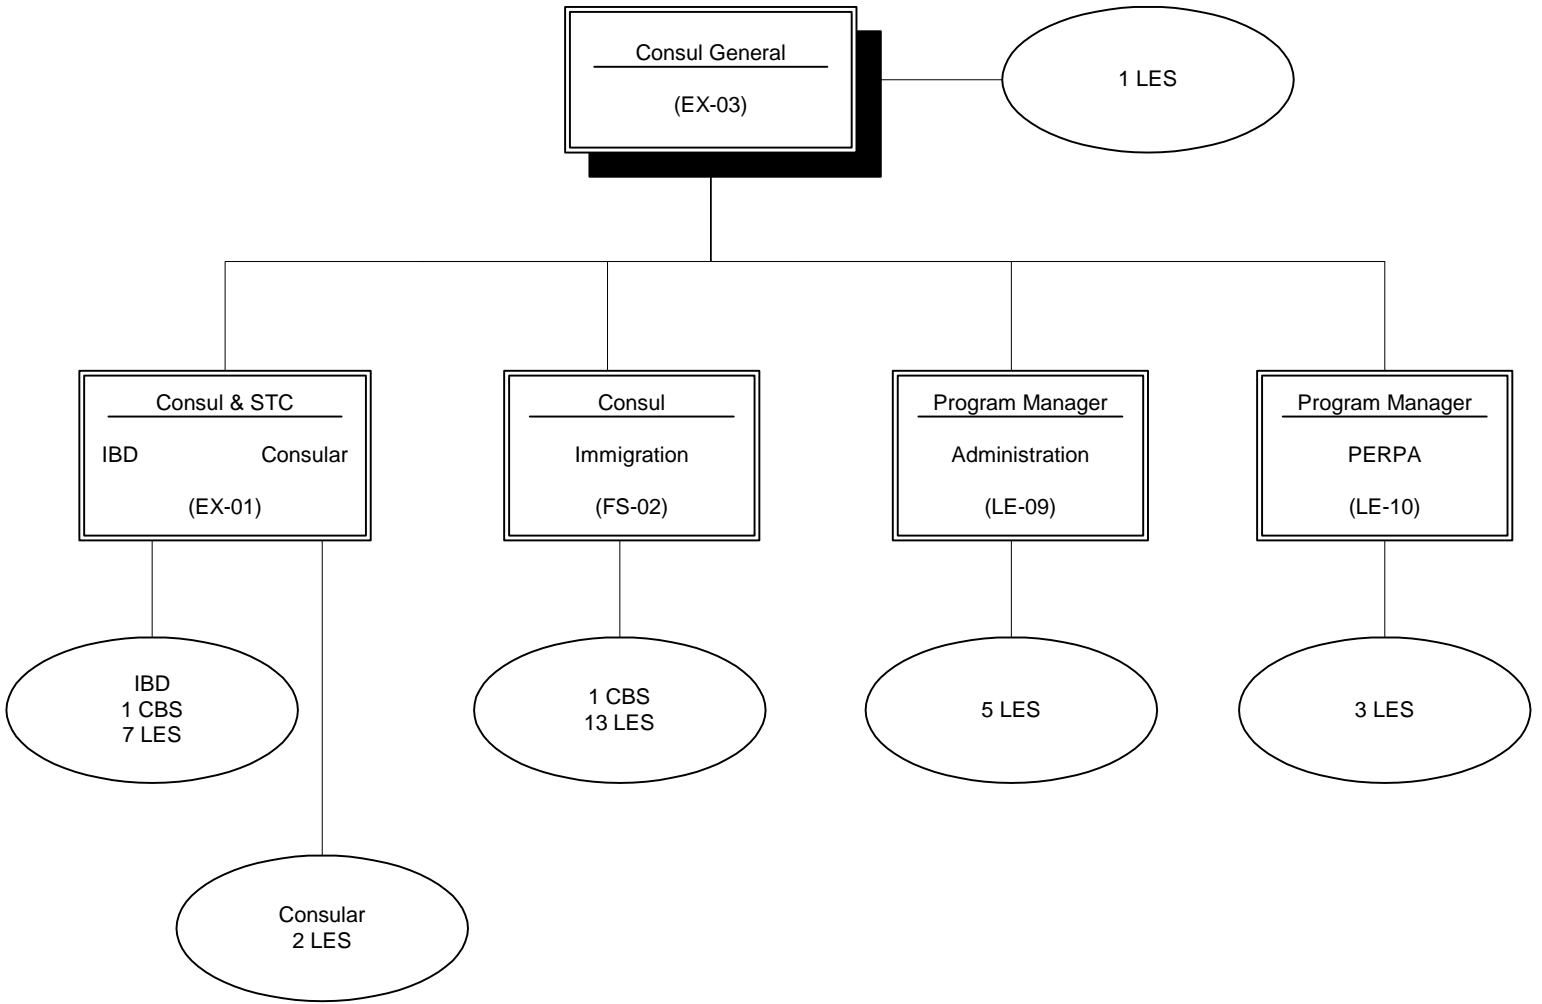 Consul General
(EX-03)
1 LES
Consul & STC
IBD Consular
(EX-01)
Consul
Immigration
(FS-02)
Program Manager
Administration
(LE-09)
Program Manager
PERPA
(LE-10)
IBD
1 CBS
7 LES
1 CBS
13 LES
5 LES
3 LES
Consular
2 LES